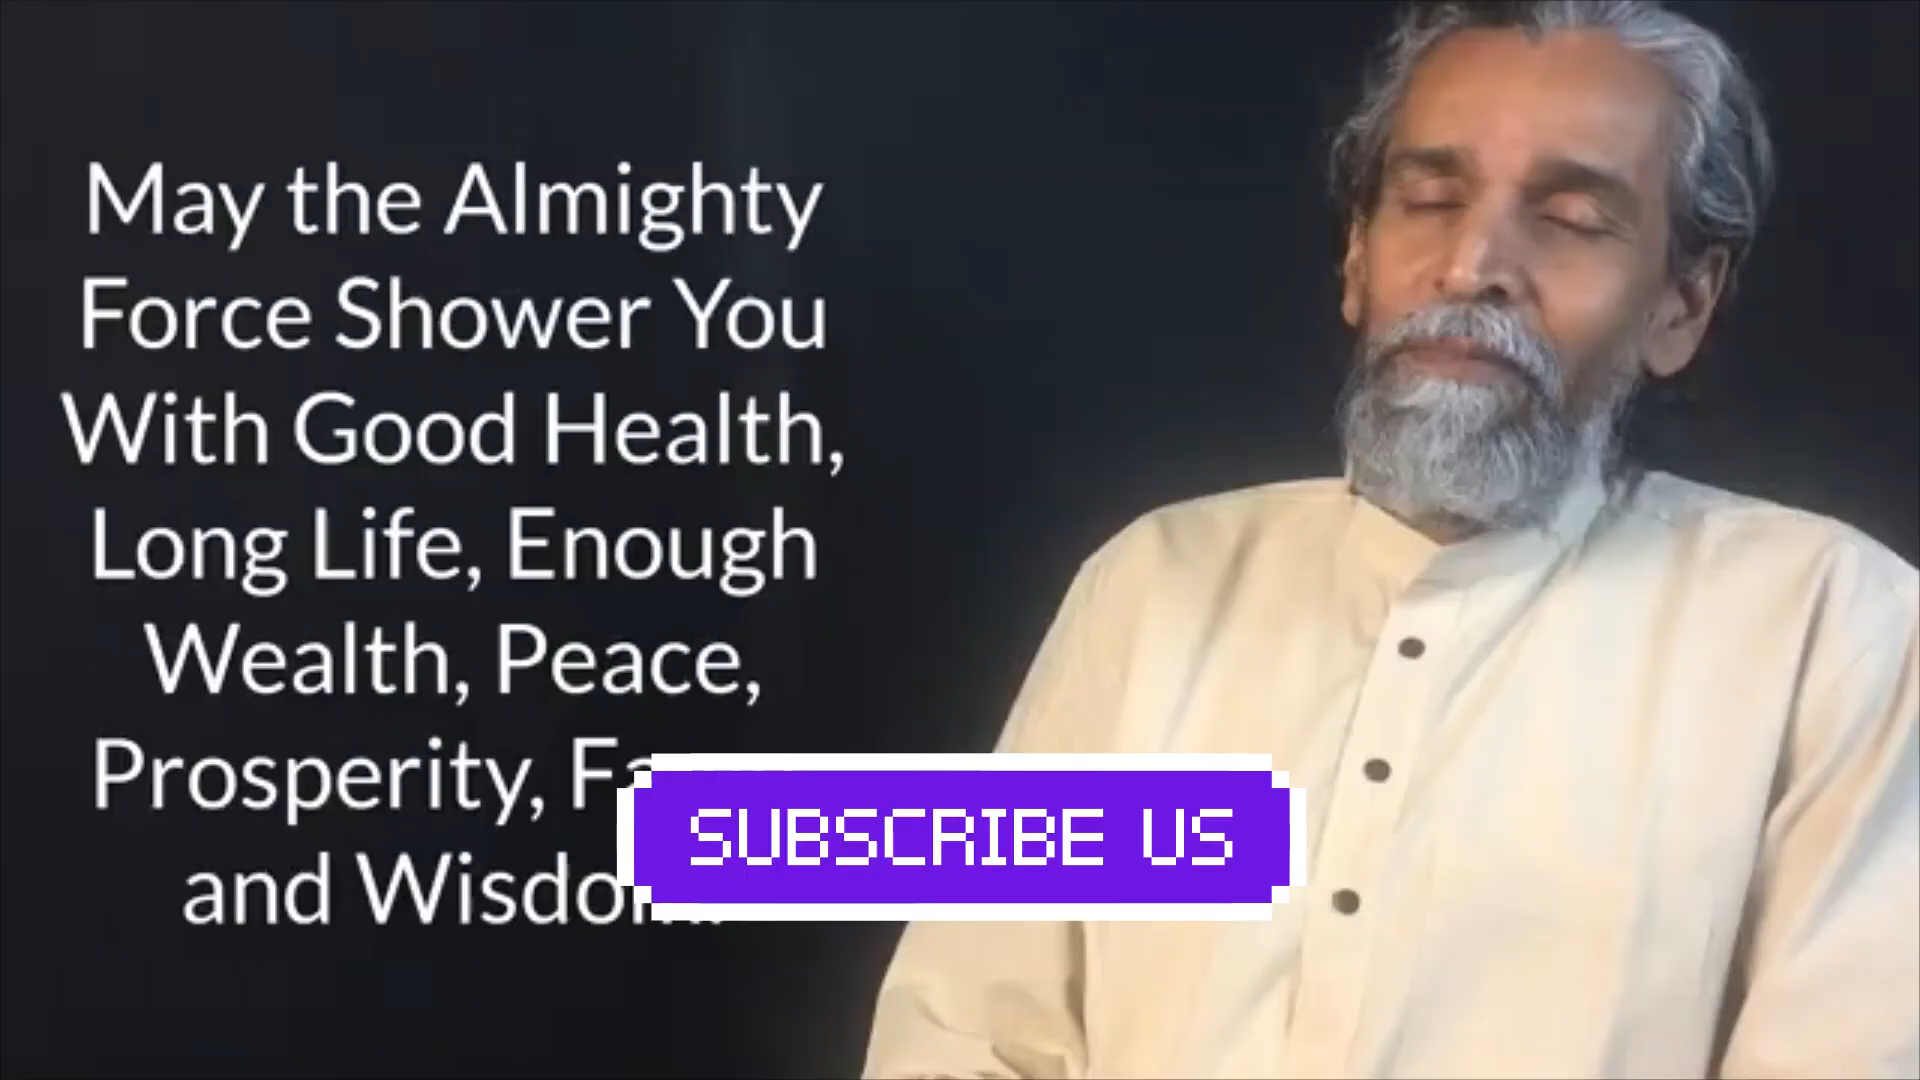 May the Almighty
Force Shower You
With Good Health,
Long Life, Enough
Wealth, Peace,
Prosperity,
and
SUBSCRIBE US